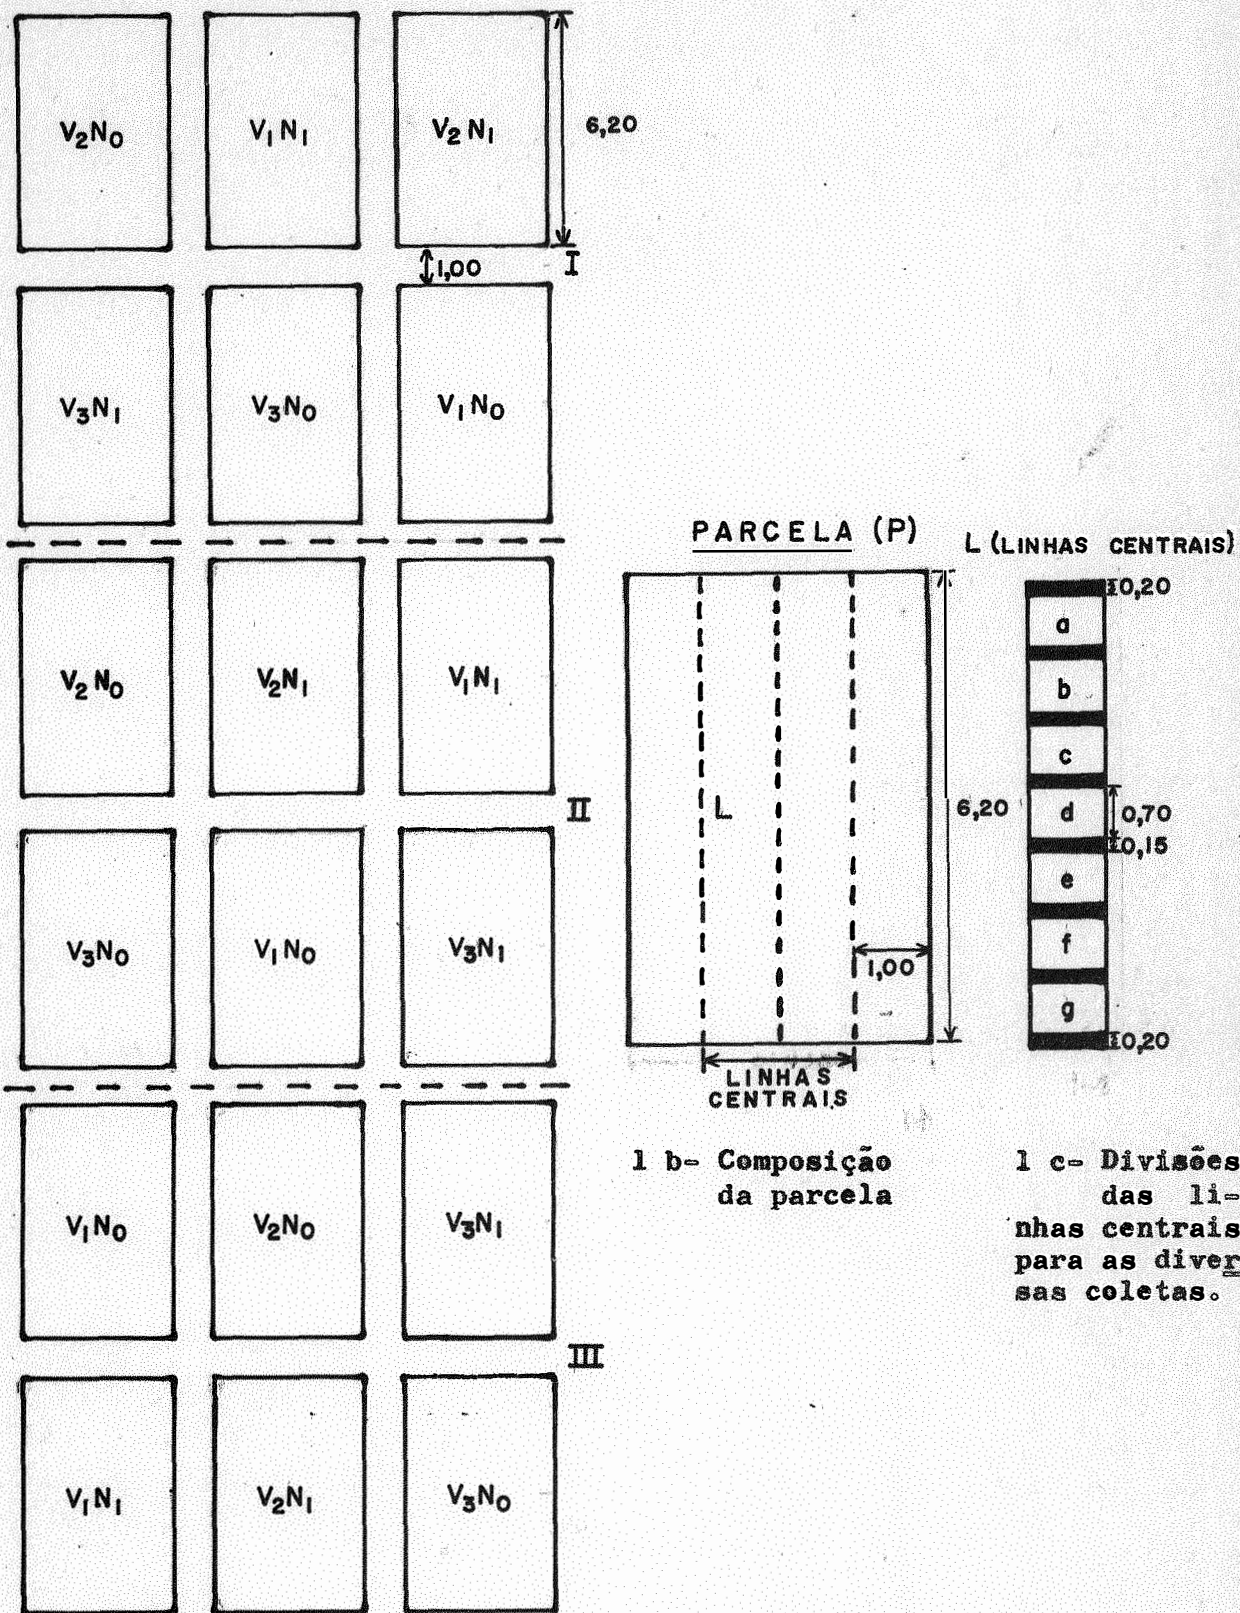 V₂N₀ V₁N₁ V₂N₁ 6,20
1,00 I
V₃N₁ V₃N₀ V₁N₀
V₂N₀ V₂N₁ V₁N₁
II
V₃N₀ V₁N₀ V₃N₁
V₁N₀ V₂N₀ V₃N₁
III
V₁N₁ V₂N₁ V₃N₀
PARCELA (P)
L
6,20
1,00
LINHAS
CENTRAIS
1 b- Composição
da parcela
L (LINHAS CENTRAIS)
0,20
a
b
c
d 0,70
0,15
e
f
g
0,20
1 c- Divisões
das li-
nhas centrais
para as diver
sas coletas.